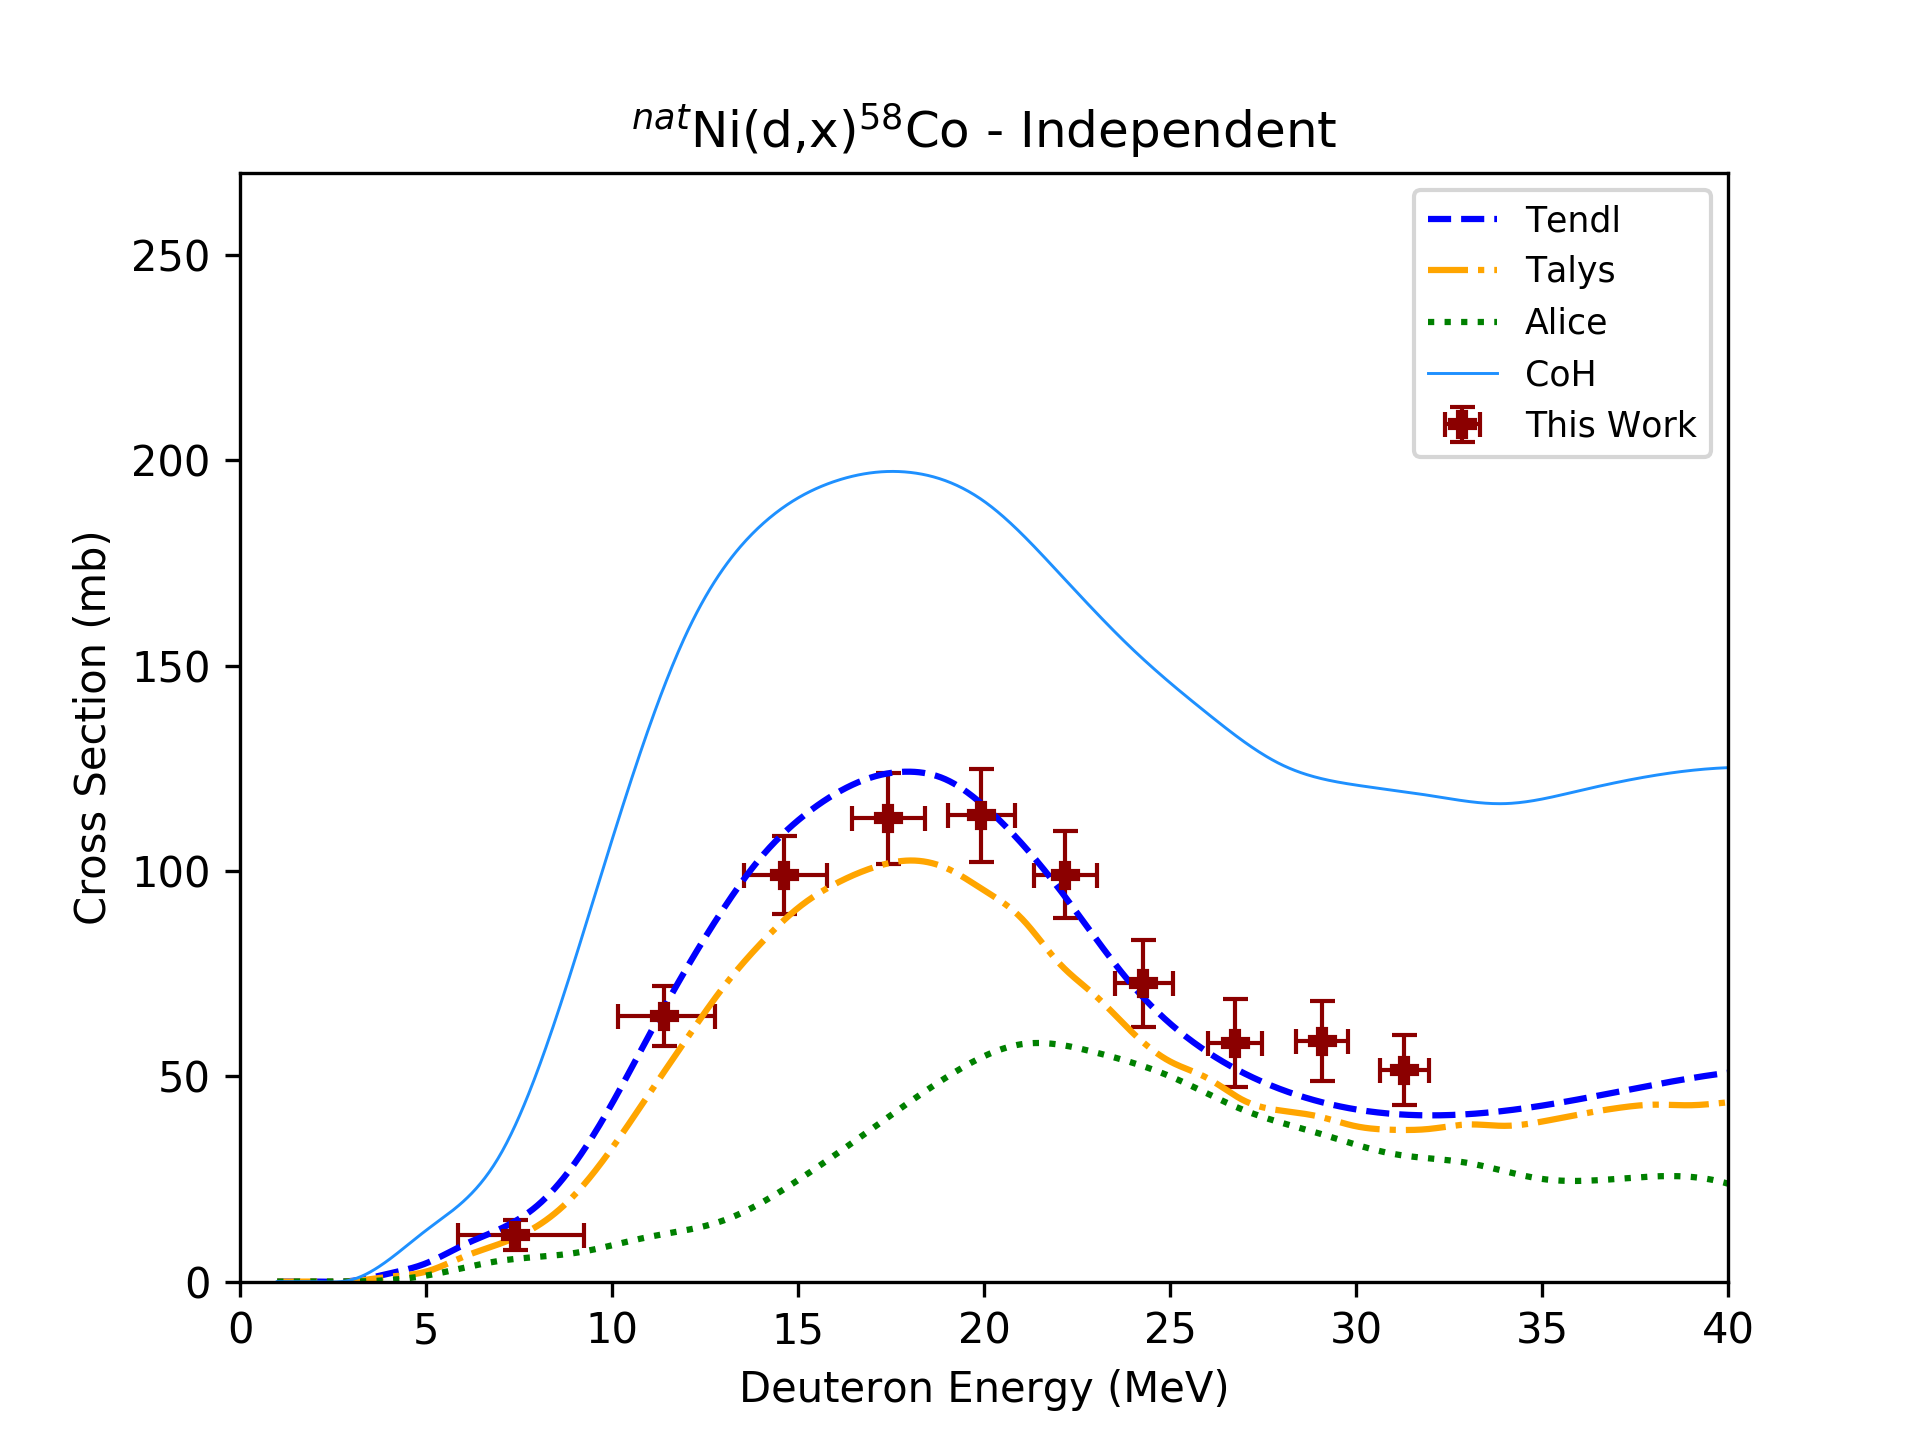 natNi(d,x)58Co - Independent
Tendl
Talys
Alice
CoH
This Work
Cross Section (mb)
250
200
150
100
50
0
0 5 10 15 20 25 30 35 40
Deuteron Energy (MeV)